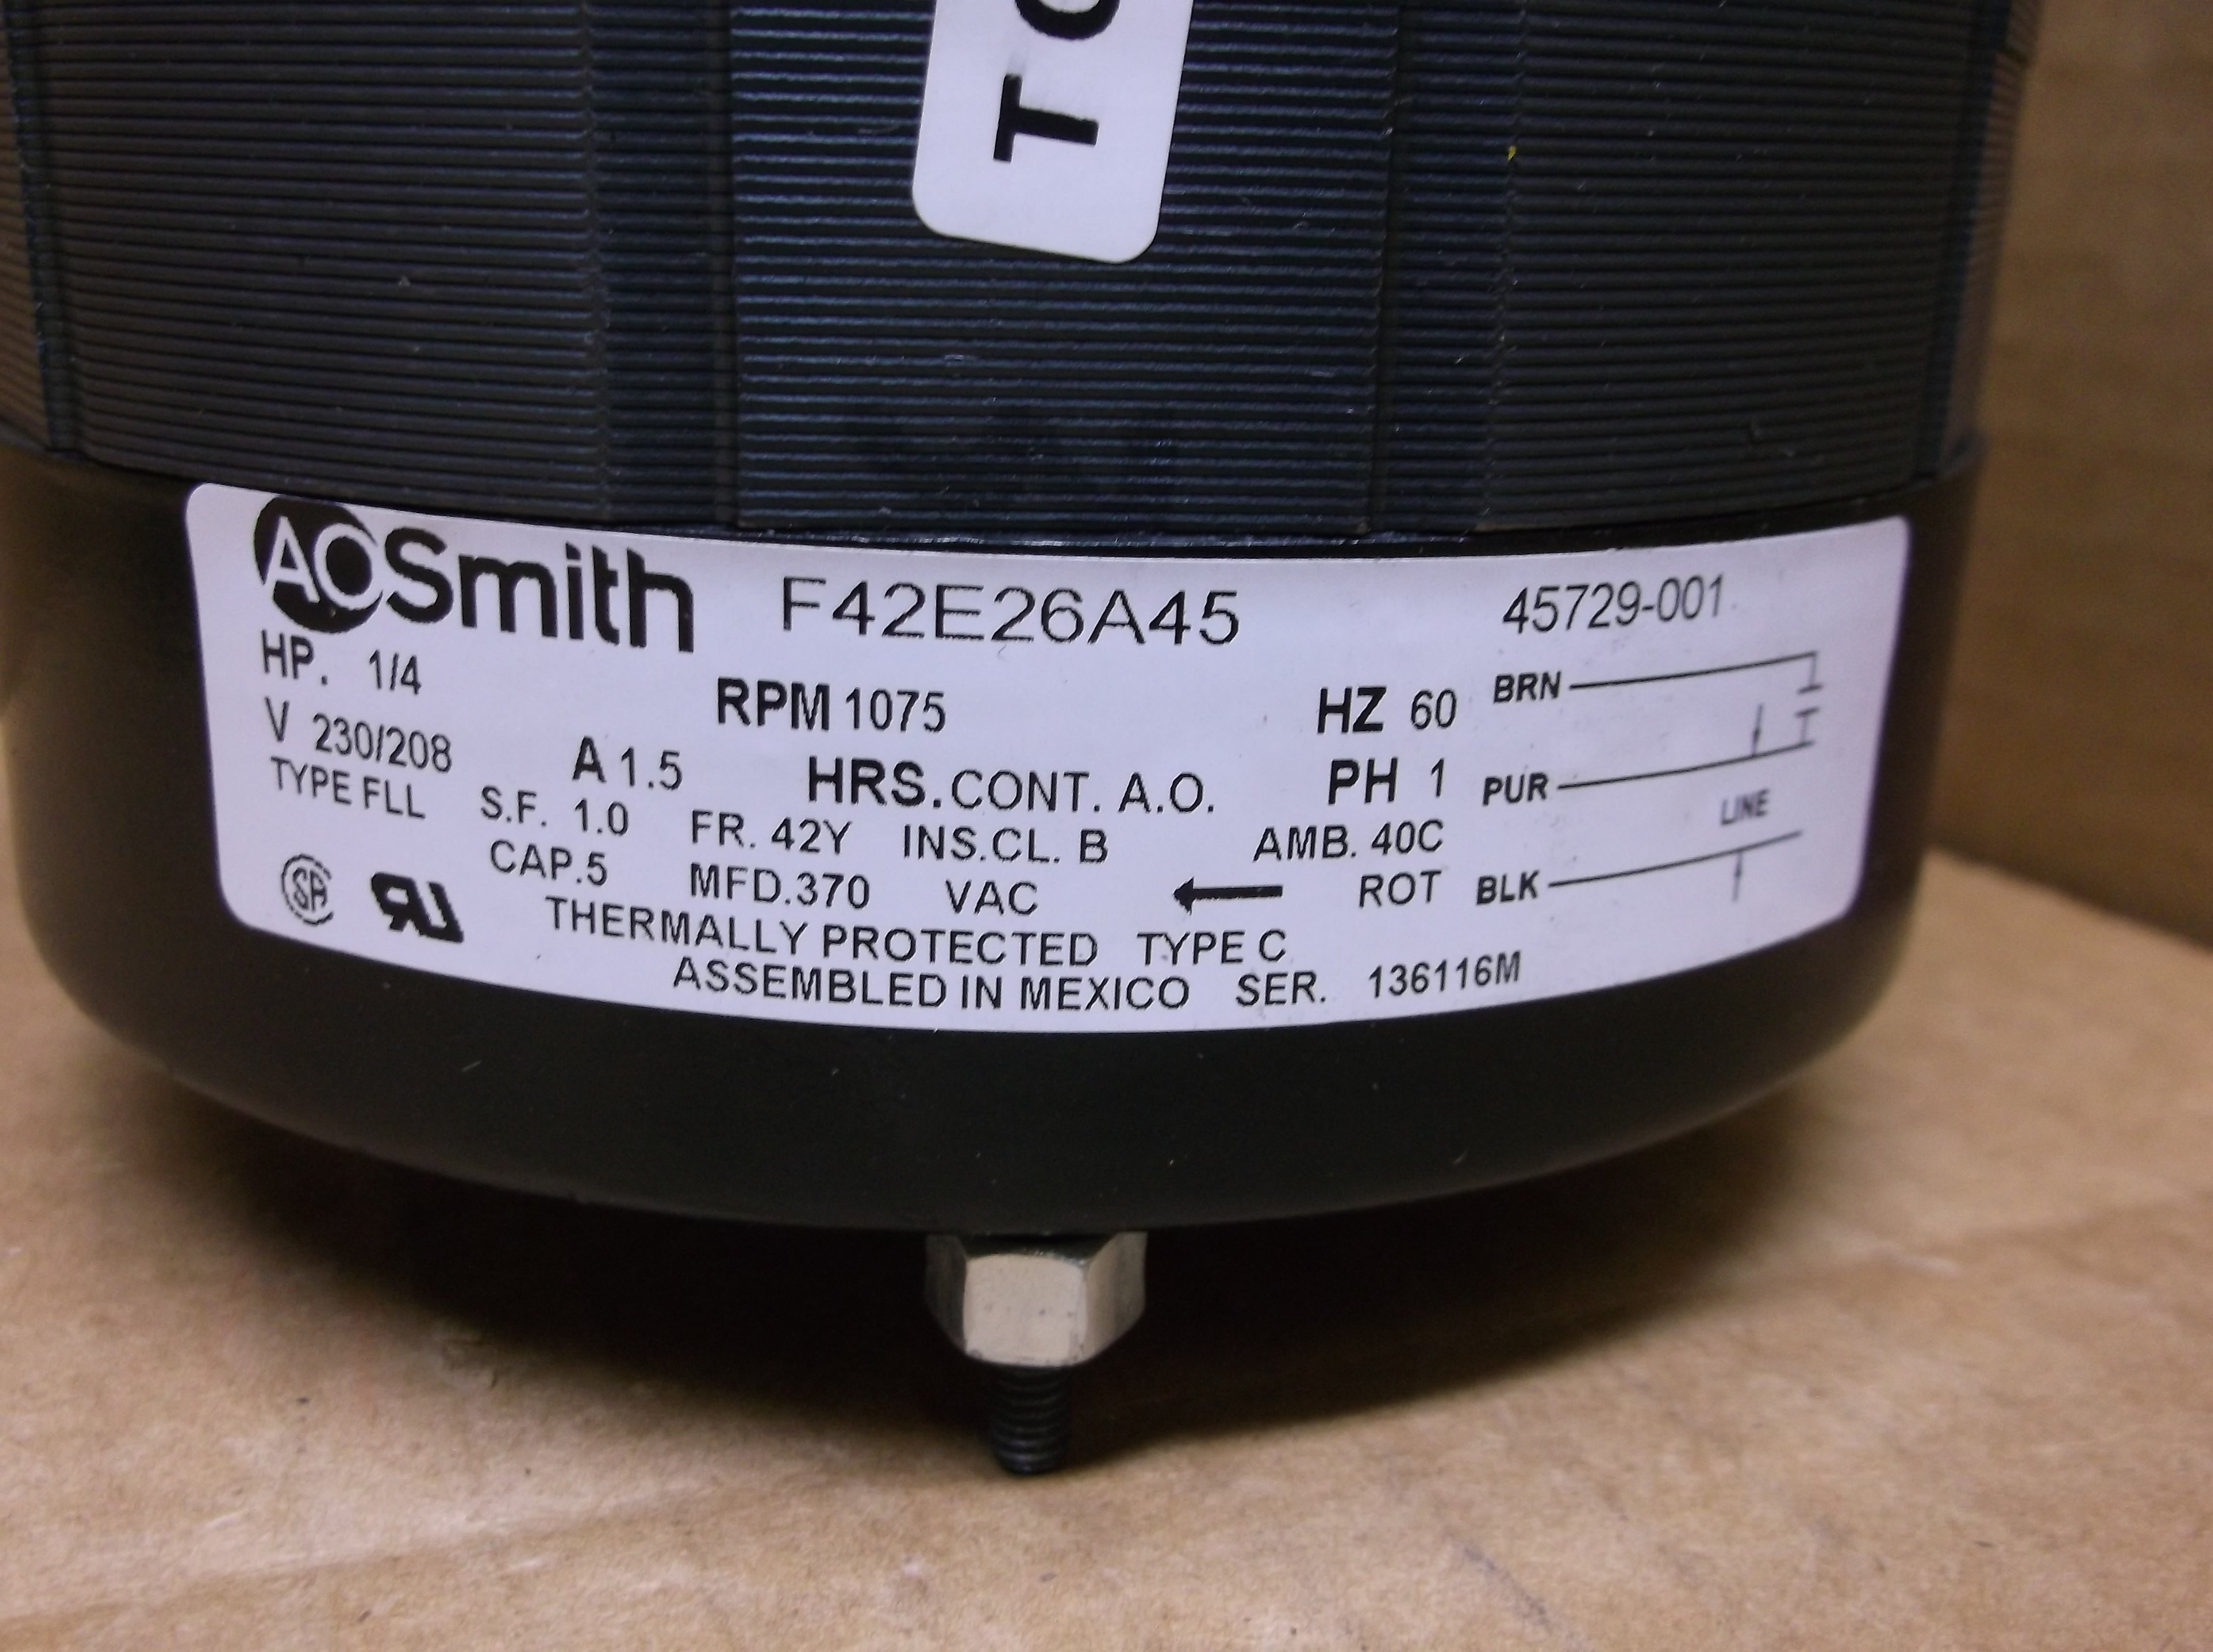 TO
AOSmith F42E26A45 45729-001
HP. 1/4 RPM 1075 HZ 60 BRN
V 230/208 A 1.5 HRS. CONT. A.O. PH 1 PUR
LINE
TYPE FLL S.F. 1.0 FR. 42Y INS.CL. B AMB. 40C
CAP.5 MFD.370 VAC ROT BLK
THERMALLY PROTECTED TYPE C
ASSEMBLED IN MEXICO SER. 136116M